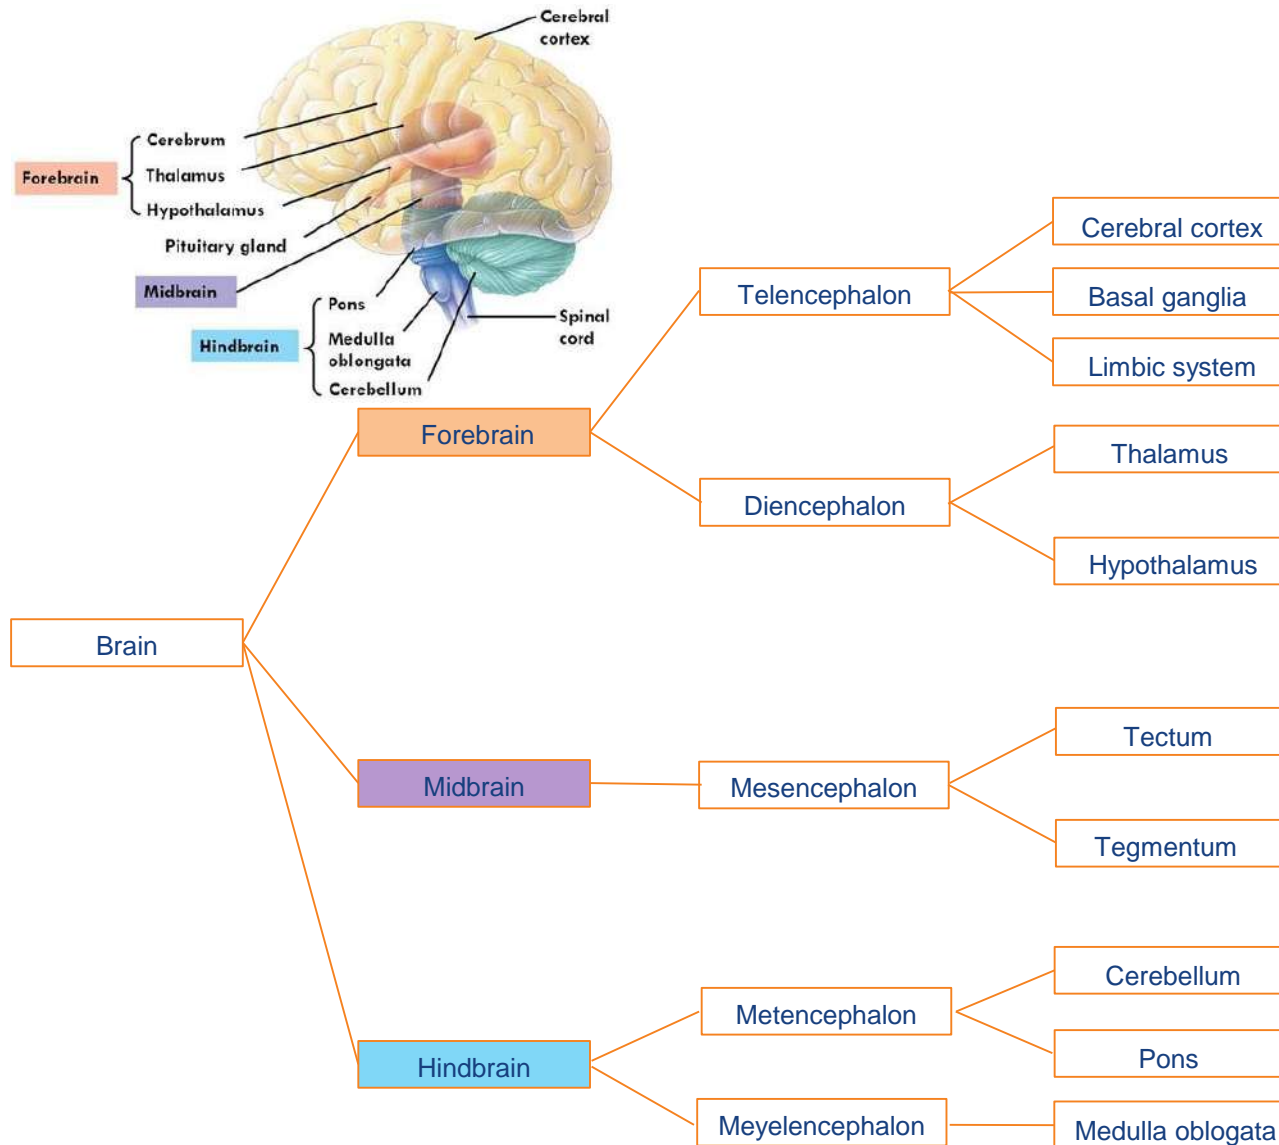 Cerebral
cortex
Cerebrum
Thalamus
Forebrain
Hypothalamus
Pituitary gland
Midbrain
Pons
Spinal
cord
Hindbrain
Medulla
oblongata
Cerebellum
Cerebral cortex
Telencephalon
Basal ganglia
Limbic system
Forebrain
Thalamus
Diencephalon
Hypothalamus
Brain
Tectum
Midbrain
Mesencephalon
Tegmentum
Cerebellum
Metencephalon
Hindbrain
Pons
Meyelencephalon
Medulla oblogata